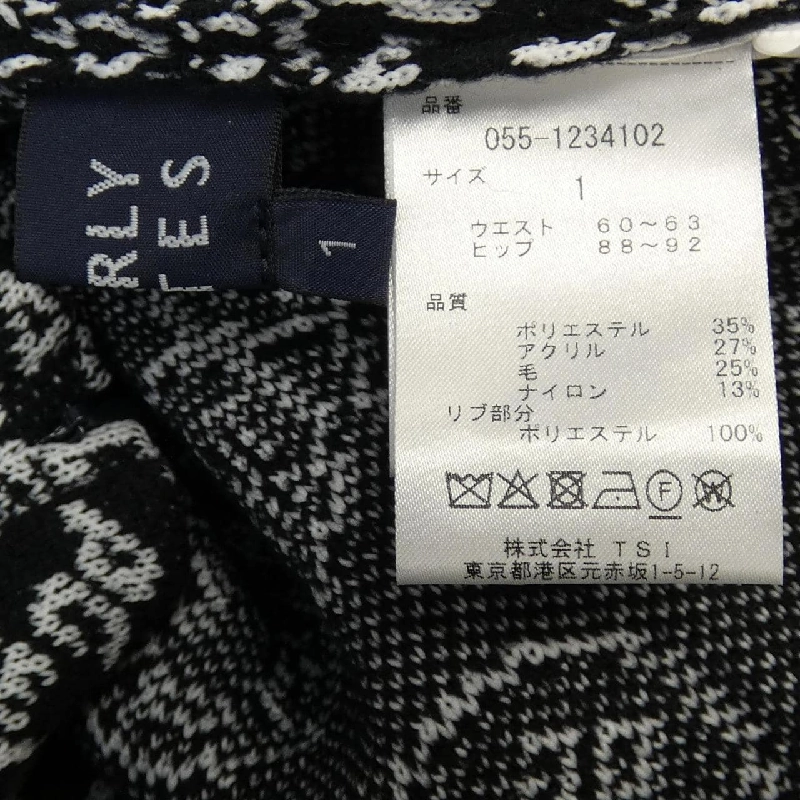 RLY
ES
1
品番
055-1234102
サイズ
1
ウエスト 60～63
ヒップ 88～92
品質
ポリエステル 35%
アクリル 27%
毛 25%
ナイロン 13%
リブ部分
ポリエステル 100%
F
W
株式会社 TSI
東京都港区元赤坂1-5-12